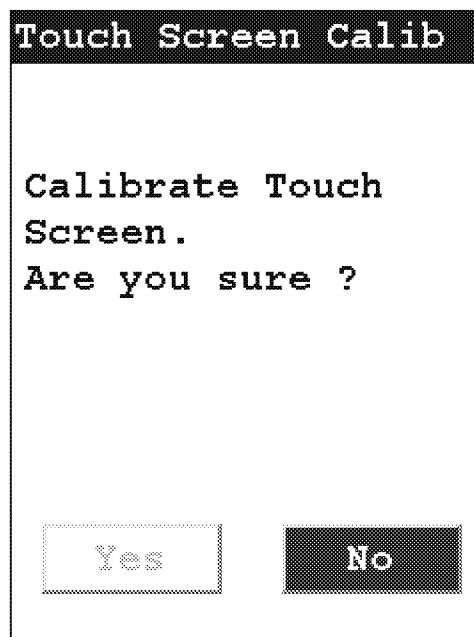 Touch Screen Calib
Calibrate Touch
Screen.
Are you sure ?
Yes No